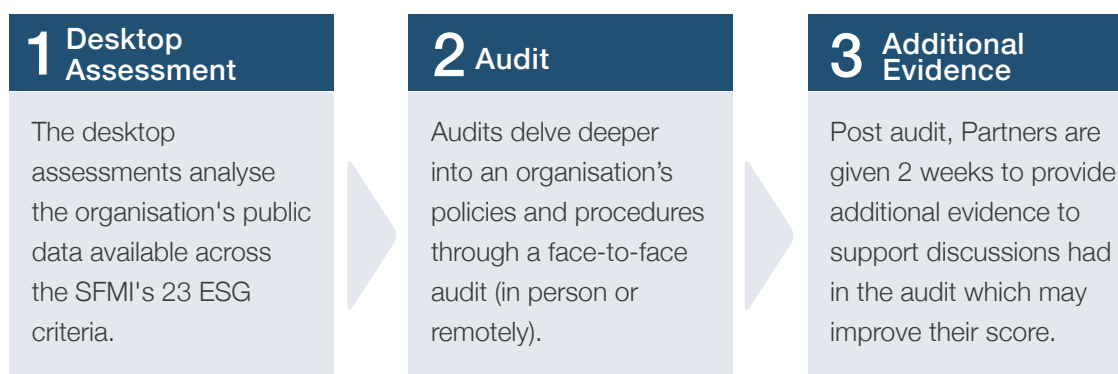 1 Desktop
Assessment
The desktop
assessments analyse
the organisation's public
data available across
the SFMI's 23 ESG
criteria.
2 Audit
Audits delve deeper
into an organisation’s
policies and procedures
through a face-to-face
audit (in person or
remotely).
3 Additional
Evidence
Post audit, Partners are
given 2 weeks to provide
additional evidence to
support discussions had
in the audit which may
improve their score.